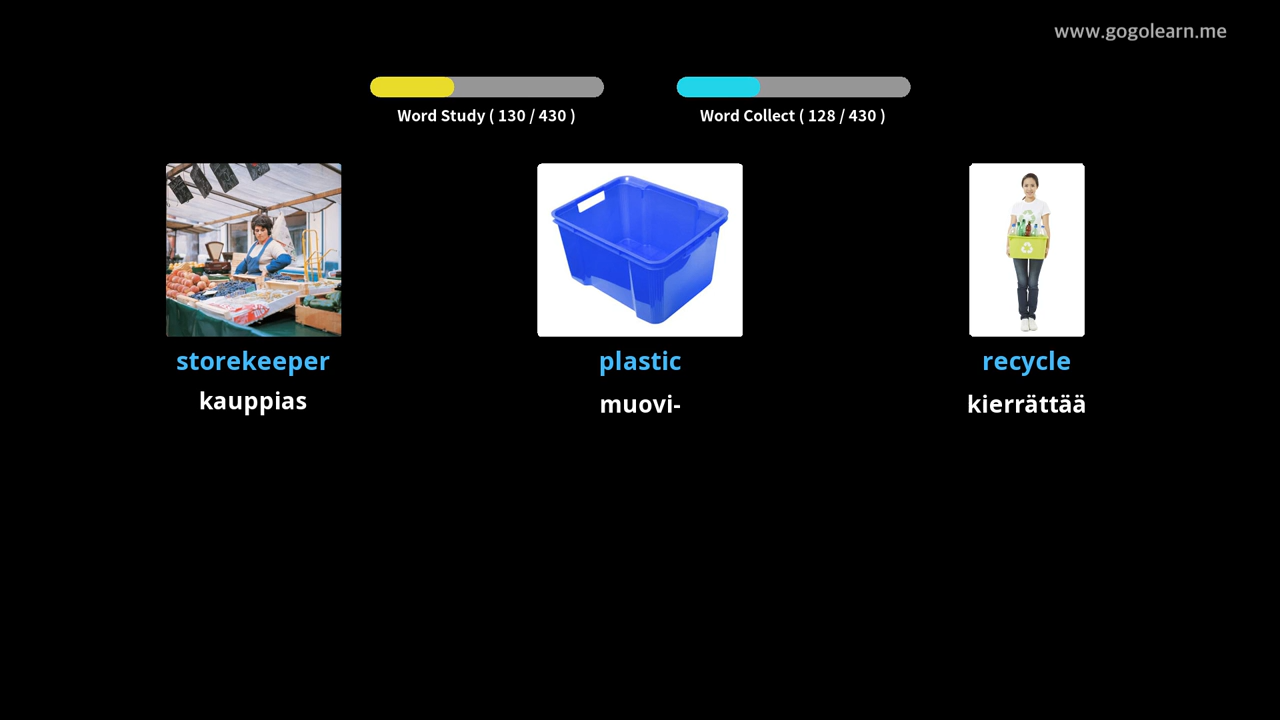 www.gogolearn.me
Word Study ( 130 / 430 )
Word Collect ( 128 / 430 )
storekeeper
kauppias
plastic
muovi-
recycle
kierrättää